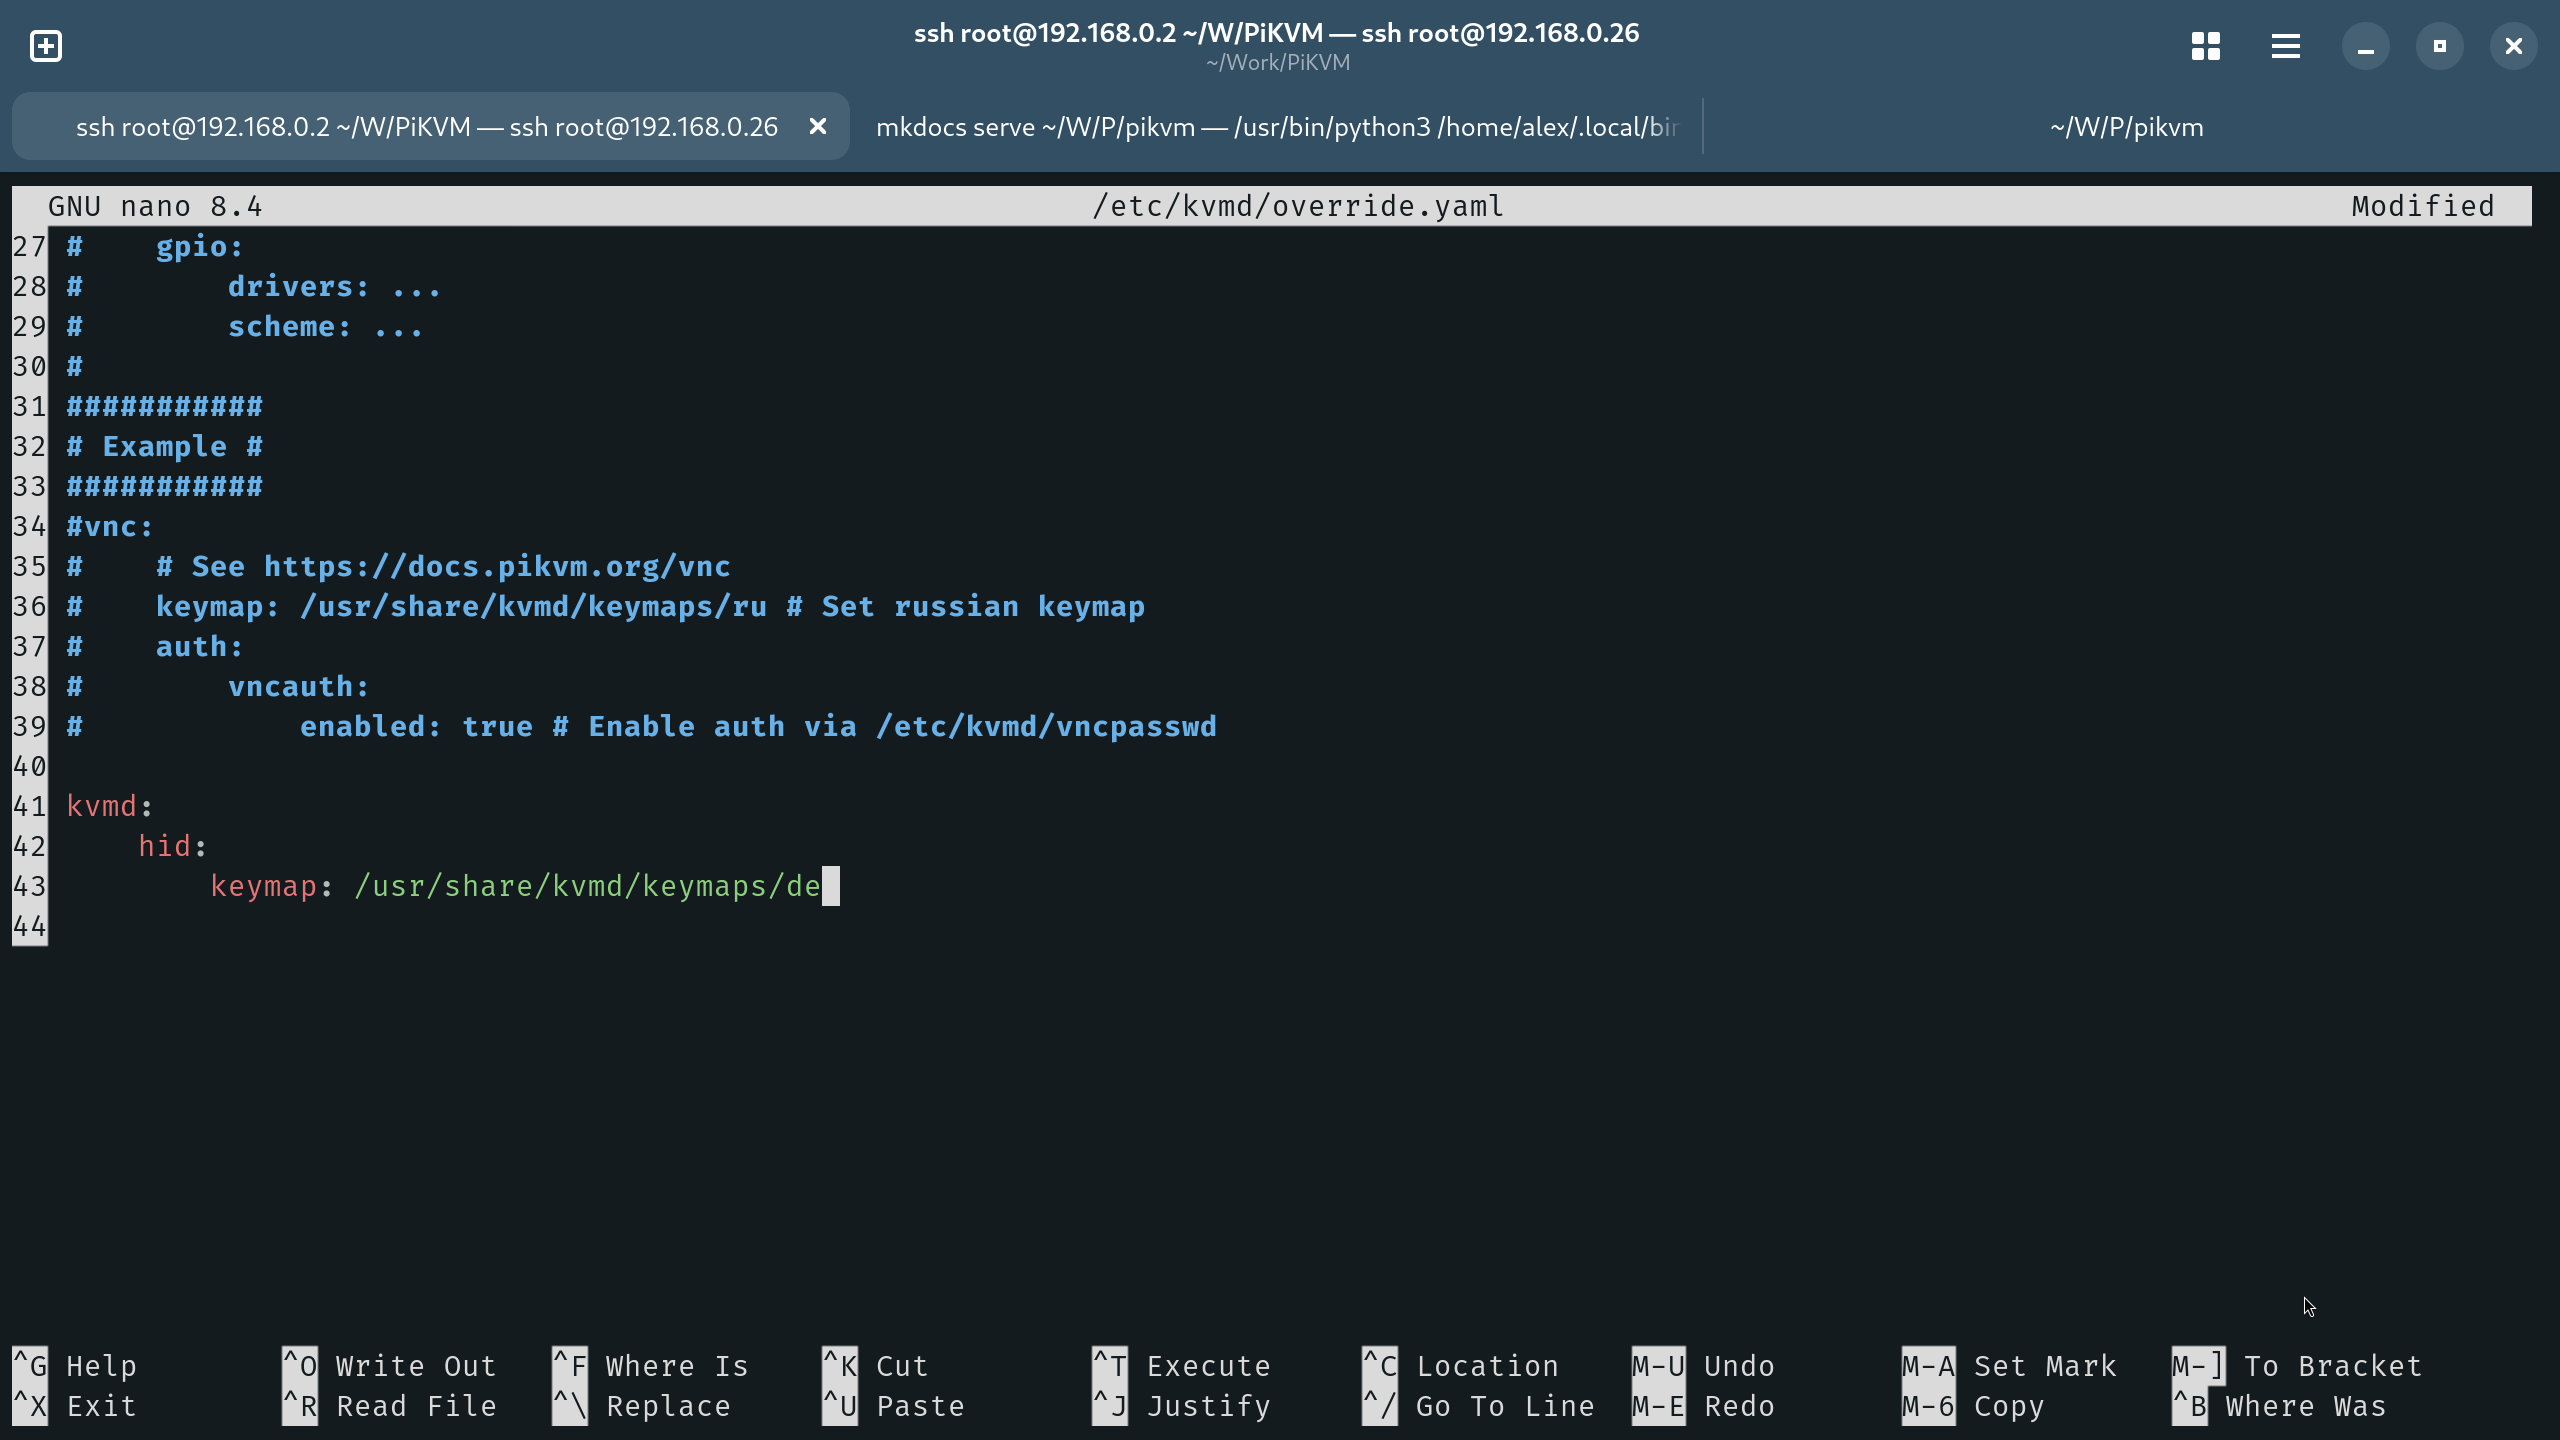 ssh root@192.168.0.2 ~/W/PiKVM — ssh root@192.168.0.26
~/Work/PiKVM
ssh root@192.168.0.2 ~/W/PiKVM — ssh root@192.168.0.26 mkdocs serve ~/W/P/pikvm — /usr/bin/python3 /home/alex/.local/bin ~/W/P/pikvm
GNU nano 8.4 /etc/kvmd/override.yaml Modified
27 #    gpio:
28 #        drivers: ...
29 #        scheme: ...
30 #
31 ###########
32 # Example #
33 ###########
34 #vnc:
35 #    # See https://docs.pikvm.org/vnc
36 #    keymap: /usr/share/kvmd/keymaps/ru # Set russian keymap
37 #    auth:
38 #        vncauth:
39 #            enabled: true # Enable auth via /etc/kvmd/vncpasswd
40
41 kvmd:
42     hid:
43         keymap: /usr/share/kvmd/keymaps/de
44
^G Help ^O Write Out ^F Where Is ^K Cut ^T Execute ^C Location M-U Undo M-A Set Mark M-] To Bracket
^X Exit ^R Read File ^\ Replace ^U Paste ^J Justify ^/ Go To Line M-E Redo M-6 Copy ^B Where Was